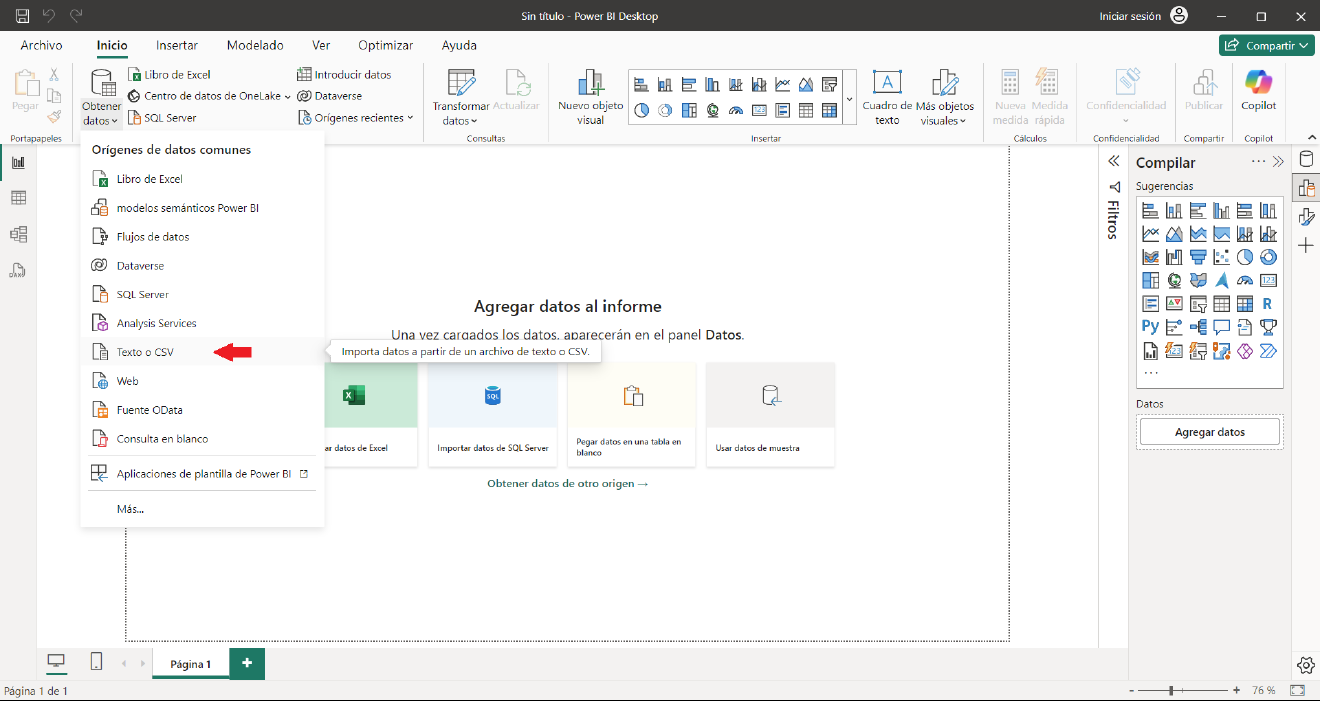 Sin título - Power BI Desktop
Iniciar sesión
Archivo
Inicio
Insertar
Modelado
Ver
Optimizar
Ayuda
Compartir
Pegar
Portapapeles
Obtener
datos
Libro de Excel
Centro de datos de OneLake
SQL Server
Introducir datos
Dataverse
Orígenes recientes
Transformar
datos
Actualizar
Consultas
Nuevo objeto
visual
Cuadro de
texto
Más objetos
visuales
Insertar
Nueva
medida
Medida
rápida
Cálculos
Confidencialidad
Confidencialidad
Publicar
Compartir
Copilot
Copilot
Orígenes de datos comunes
Libro de Excel
modelos semánticos Power BI
Flujos de datos
Dataverse
SQL Server
Analysis Services
Texto o CSV
Web
Fuente OData
Consulta en blanco
Aplicaciones de plantilla de Power BI
Más...
Importa datos a partir de un archivo de texto o CSV.
Agregar datos al informe
Una vez cargados los datos, aparecerán en el panel Datos.
SQL
ar datos de Excel
Importar datos de SQL Server
Pegar datos en una tabla en
blanco
Usar datos de muestra
Obtener datos de otro origen →
Filtros
Compilar
Sugerencias
123
R
Py
Datos
Agregar datos
Página 1
Página 1 de 1
76 %